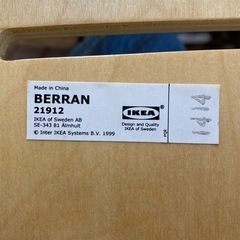 Made in China
BERRAN
21912
IKEA of Sweden AB
SE-343 81 Älmhult
© Inter IKEA Systems B.V. 1999
IKEA
Design and Quality
IKEA of Sweden
PQR